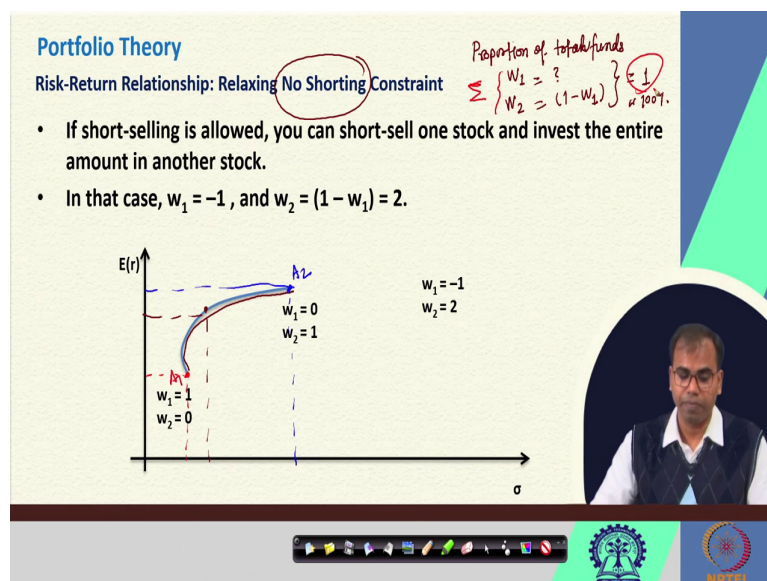 Portfolio Theory
Proportion of total funds
Risk-Return Relationship: Relaxing No Shorting Constraint
Σ { W₁ = ?
W₂ = (1-W₁) } = 1
100%.
• If short-selling is allowed, you can short-sell one stock and invest the entire
amount in another stock.
• In that case, w₁ = –1 , and w₂ = (1 – w₁) = 2.
E(r)
A2
w₁ = –1
w₂ = 2
w₁ = 0
w₂ = 1
A1
w₁ = 1
w₂ = 0
σ
NPTEL